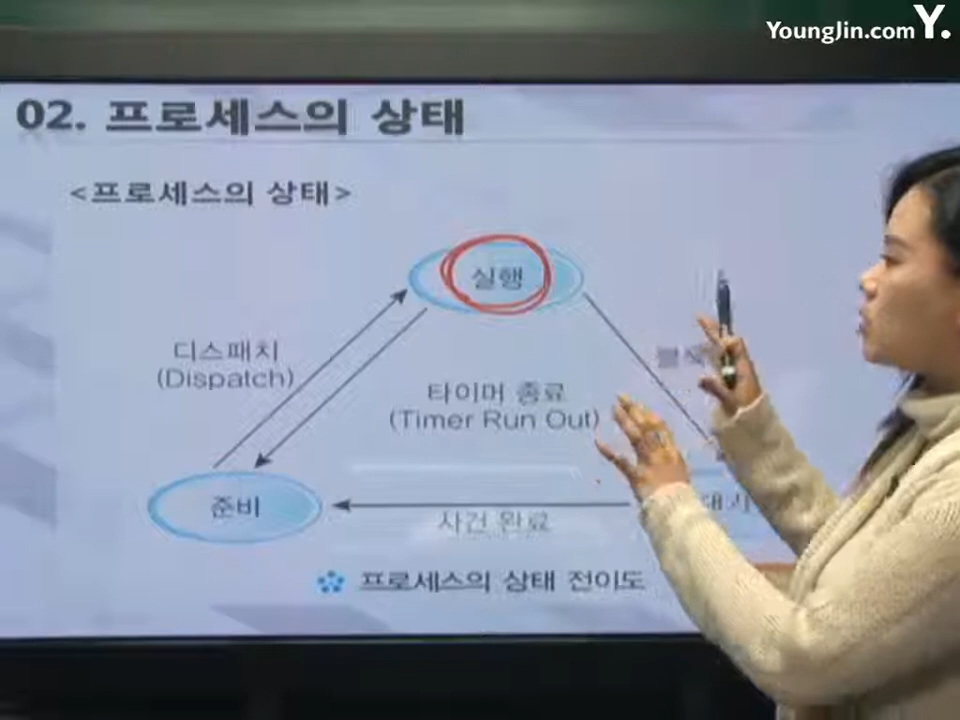 YoungJin.com Y.
02. 프로세스의 상태
<프로세스의 상태>
실행
디스패치
(Dispatch)
타이머 종료
(Timer Run Out)
준비
사건 완료
프로세스의 상태 전이도